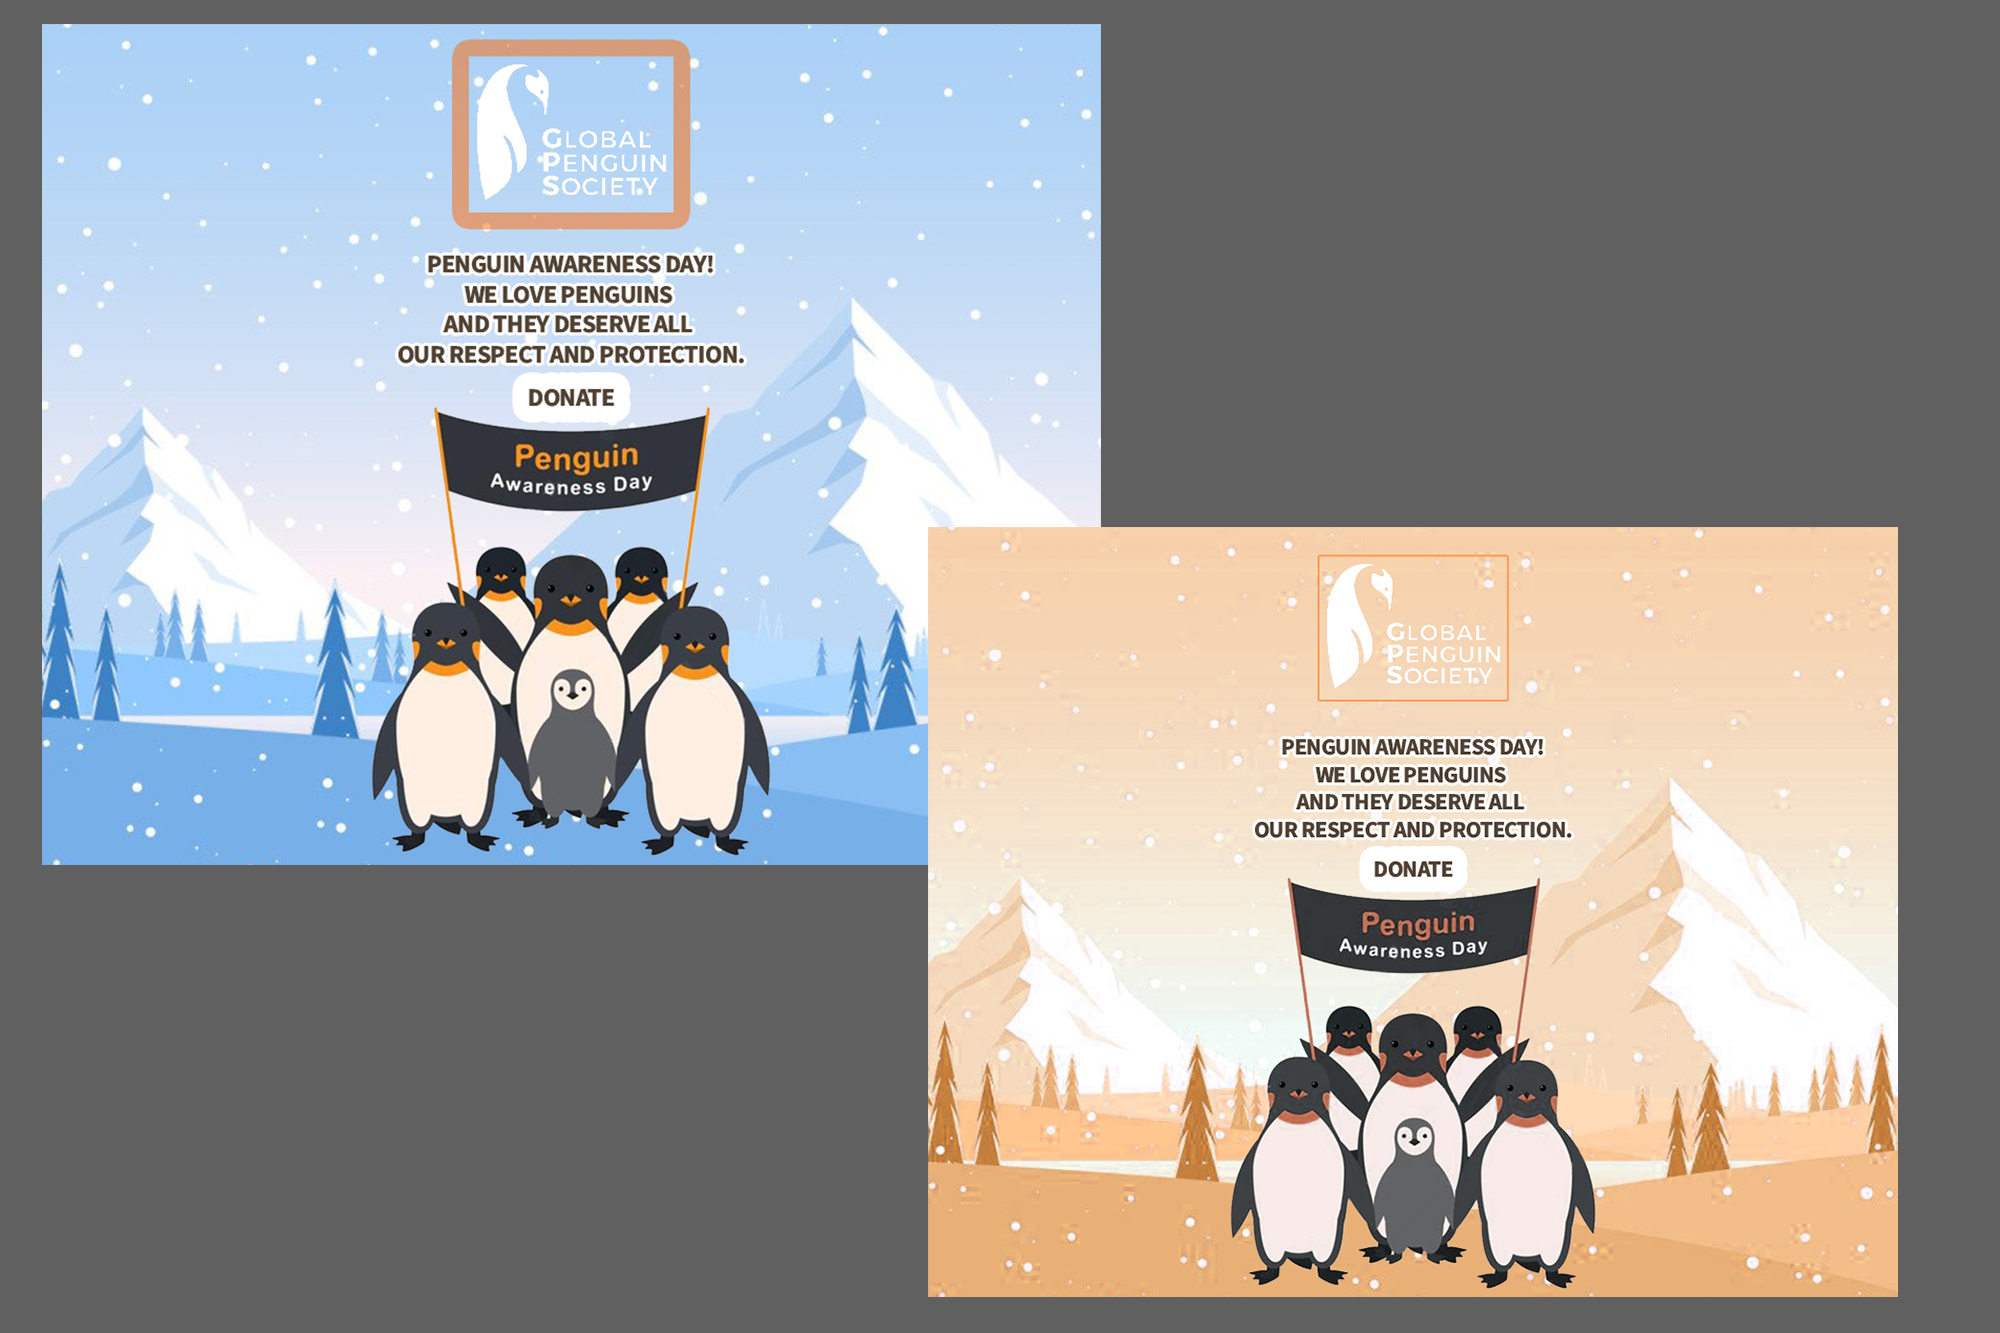 GLOBAL
PENGUIN
SOCIETY
PENGUIN AWARENESS DAY!
WE LOVE PENGUINS
AND THEY DESERVE ALL
OUR RESPECT AND PROTECTION.
DONATE
Penguin
Awareness Day
GLOBAL
PENGUIN
SOCIETY
PENGUIN AWARENESS DAY!
WE LOVE PENGUINS
AND THEY DESERVE ALL
OUR RESPECT AND PROTECTION.
DONATE
Penguin
Awareness Day